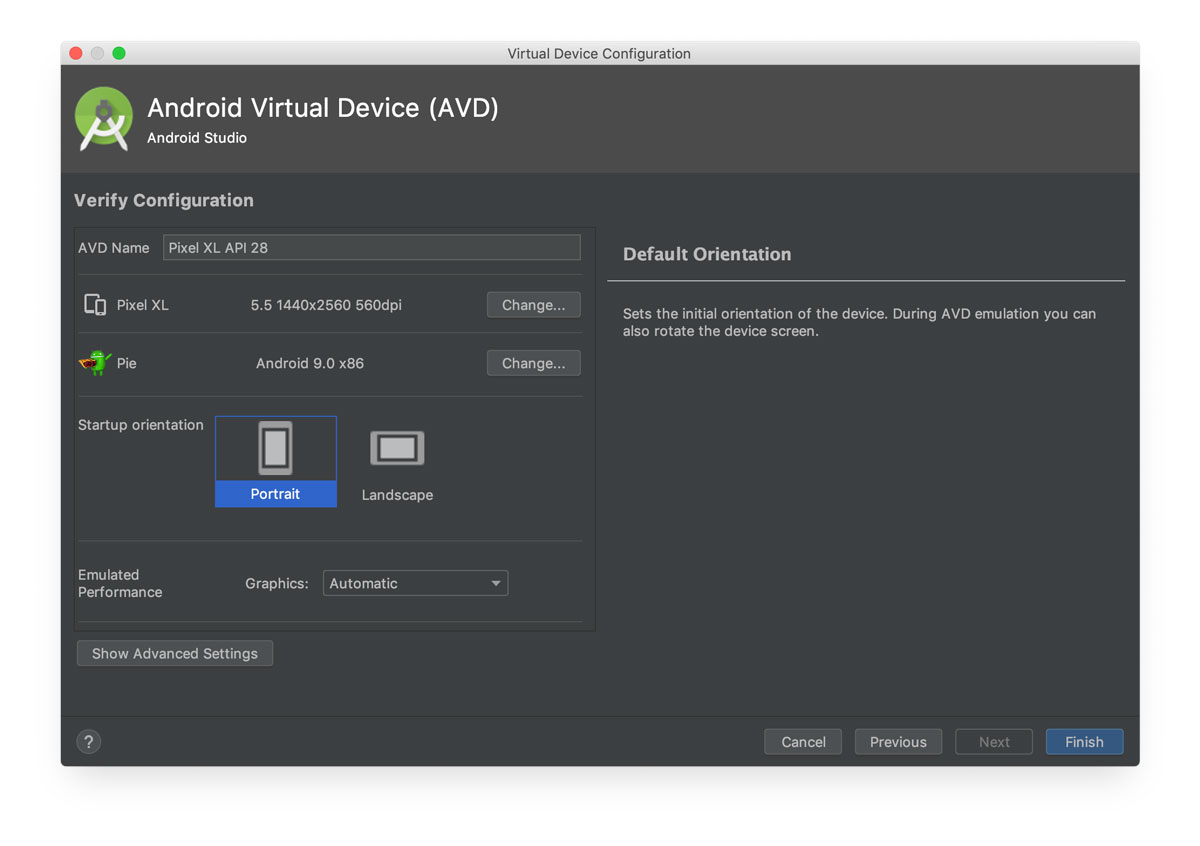 Virtual Device Configuration
Android Virtual Device (AVD)
Android Studio
Verify Configuration
AVD Name Pixel XL API 28
Pixel XL 5.5 1440x2560 560dpi Change...
Pie Android 9.0 x86 Change...
Startup orientation
Portrait
Landscape
Emulated
Performance
Graphics: Automatic
Show Advanced Settings
Default Orientation
Sets the initial orientation of the device. During AVD emulation you can
also rotate the device screen.
? Cancel Previous Next Finish